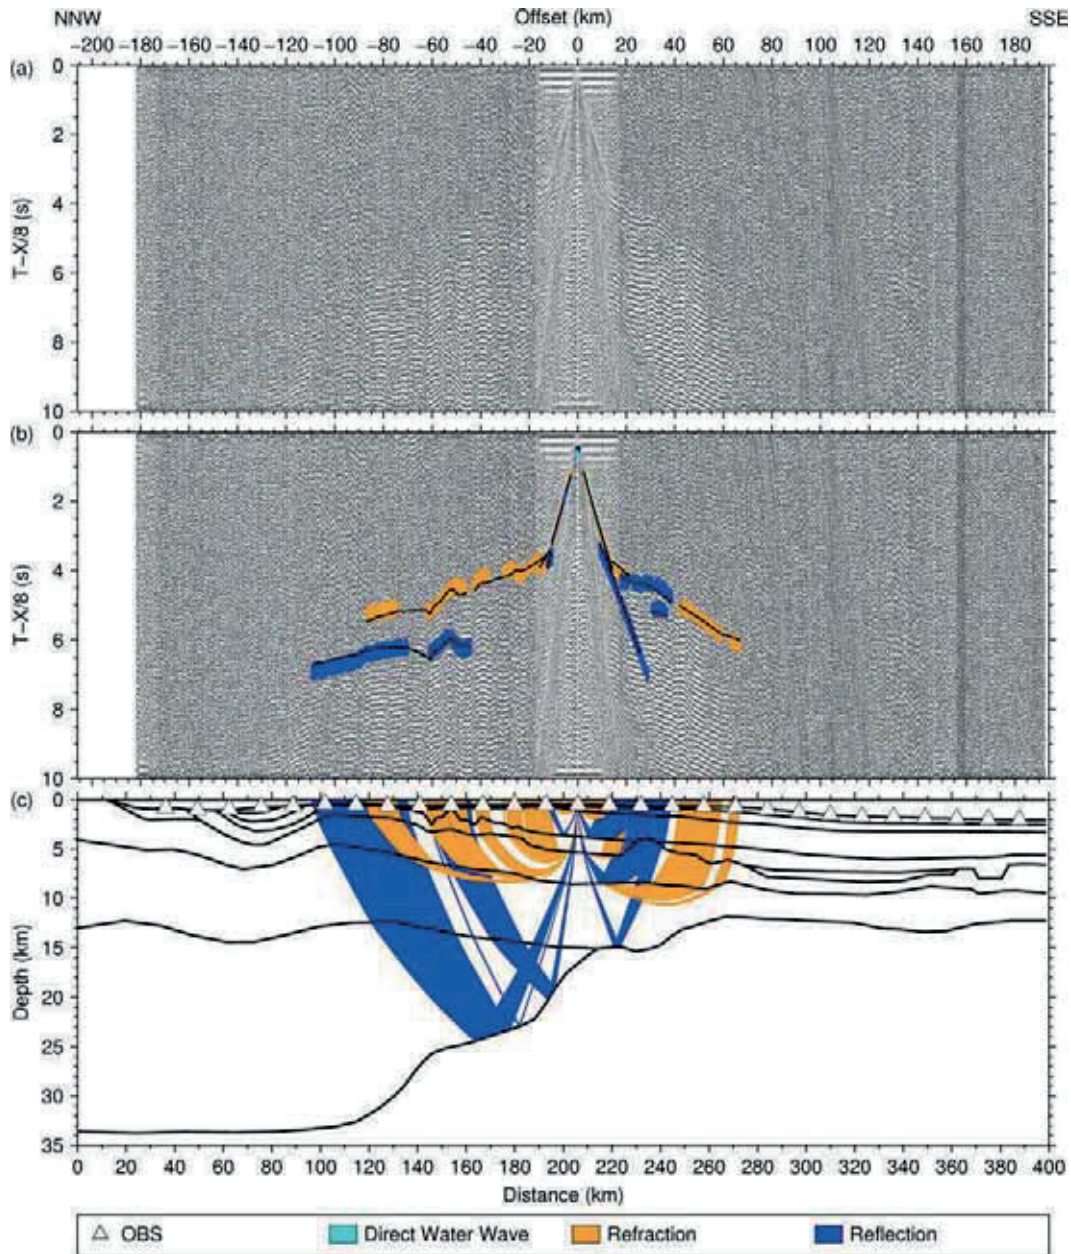 NNW Offset (km) SSE
−200 −180 −160 −140 −120 −100 −80 −60 −40 −20 0 20 40 60 80 100 120 140 160 180
(a)
0
2
4
6
8
10
T−X/8 (s)
(b)
0
2
4
6
8
10
T−X/8 (s)
(c)
0
5
10
15
20
25
30
35
Depth (km)
0 20 40 60 80 100 120 140 160 180 200 220 240 260 280 300 320 340 360 380 400
Distance (km)
OBS Direct Water Wave Refraction Reflection